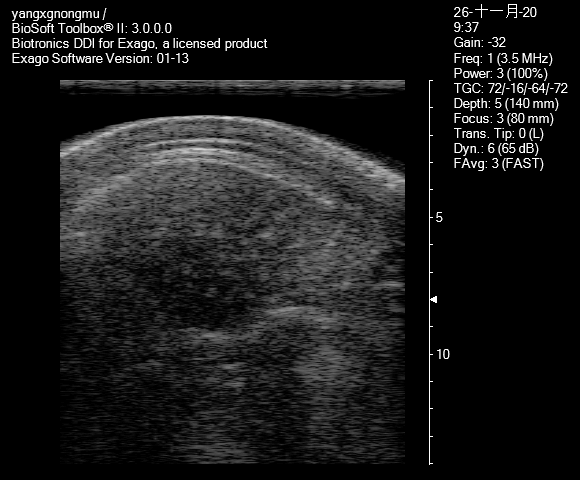 yangxgnongmu /
BioSoft Toolbox® II: 3.0.0.0
Biotronics DDI for Exago, a licensed product
Exago Software Version: 01-13
26-十一月-20
9:37
Gain: -32
Freq: 1 (3.5 MHz)
Power: 3 (100%)
TGC: 72/-16/-64/-72
Depth: 5 (140 mm)
Focus: 3 (80 mm)
Trans. Tip: 0 (L)
Dyn.: 6 (65 dB)
FAvg: 3 (FAST)
5
10